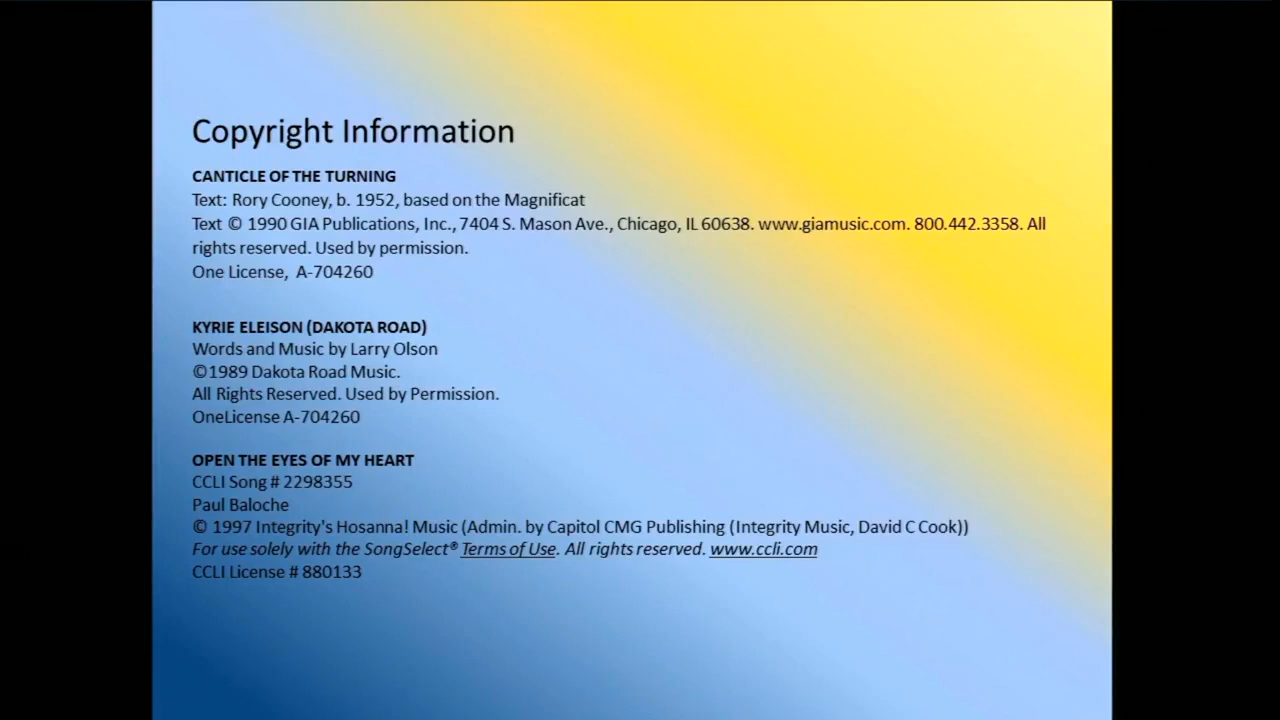 Copyright Information
CANTICLE OF THE TURNING
Text: Rory Cooney, b. 1952, based on the Magnificat
Text © 1990 GIA Publications, Inc., 7404 S. Mason Ave., Chicago, IL 60638. www.giamusic.com. 800.442.3358. All
rights reserved. Used by permission.
One License, A-704260
KYRIE ELEISON (DAKOTA ROAD)
Words and Music by Larry Olson
©1989 Dakota Road Music.
All Rights Reserved. Used by Permission.
OneLicense A-704260
OPEN THE EYES OF MY HEART
CCLI Song # 2298355
Paul Baloche
© 1997 Integrity's Hosanna! Music (Admin. by Capitol CMG Publishing (Integrity Music, David C Cook))
For use solely with the SongSelect® Terms of Use. All rights reserved. www.ccli.com
CCLI License # 880133